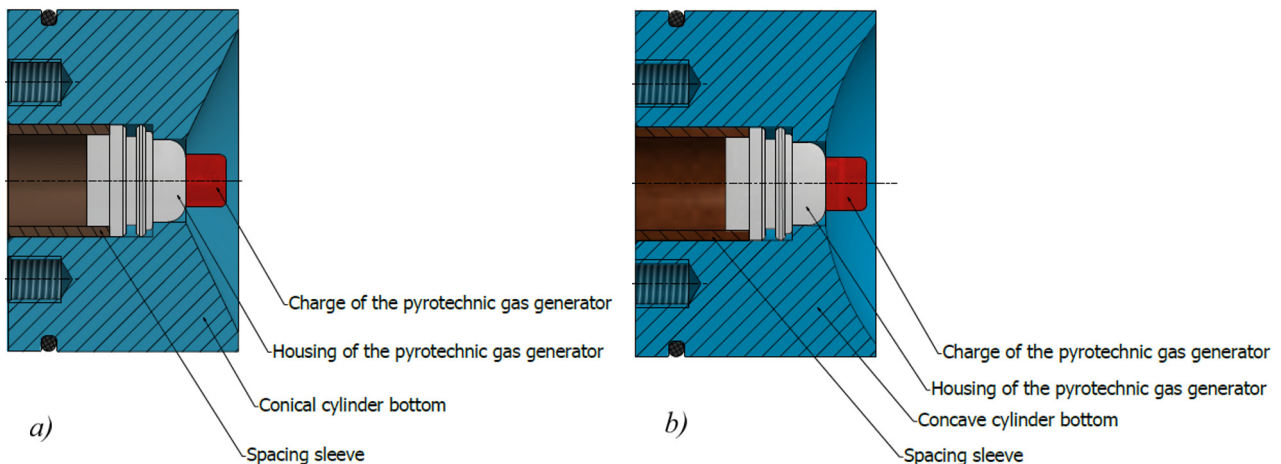 Charge of the pyrotechnic gas generator
Housing of the pyrotechnic gas generator
Conical cylinder bottom
a)
Spacing sleeve
Charge of the pyrotechnic gas generator
Housing of the pyrotechnic gas generator
Concave cylinder bottom
b)
Spacing sleeve